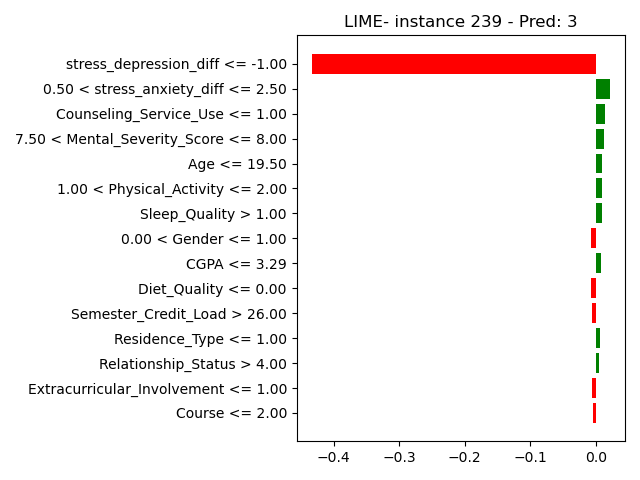 LIME- instance 239 - Pred: 3
stress_depression_diff <= -1.00
0.50 < stress_anxiety_diff <= 2.50
Counseling_Service_Use <= 1.00
7.50 < Mental_Severity_Score <= 8.00
Age <= 19.50
1.00 < Physical_Activity <= 2.00
Sleep_Quality > 1.00
0.00 < Gender <= 1.00
CGPA <= 3.29
Diet_Quality <= 0.00
Semester_Credit_Load > 26.00
Residence_Type <= 1.00
Relationship_Status > 4.00
Extracurricular_Involvement <= 1.00
Course <= 2.00
−0.4 −0.3 −0.2 −0.1 0.0